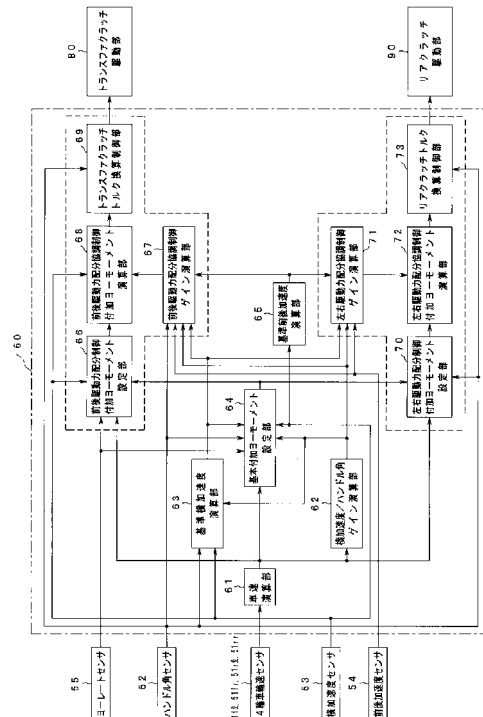 60
80
トランスファクラッチ
駆動部
90
リアクラッチ
駆動部
69
トランスファクラッチ
トルク換算制御部
73
リアクラッチトルク
換算制御部
68
前後駆動力配分協調制御
付加ヨーモーメント
演算部
67
前後駆動力配分協調制御
ゲイン演算部
71
左右駆動力配分協調制御
ゲイン演算部
72
左右駆動力配分協調制御
付加ヨーモーメント
演算部
65
基準前後加速度
演算部
66
前後駆動力配分制御
付加ヨーモーメント
設定部
70
左右駆動力配分制御
付加ヨーモーメント
設定部
64
基本付加ヨーモーメント
設定部
63
基準横加速度
演算部
62
横加速度/ハンドル角
ゲイン演算部
61
車速
演算部
55
ヨーレートセンサ
52
ハンドル角センサ
51fr, 51rl, 51rr
4輪車輪速センサ
53
横加速度センサ
54
前後加速度センサ